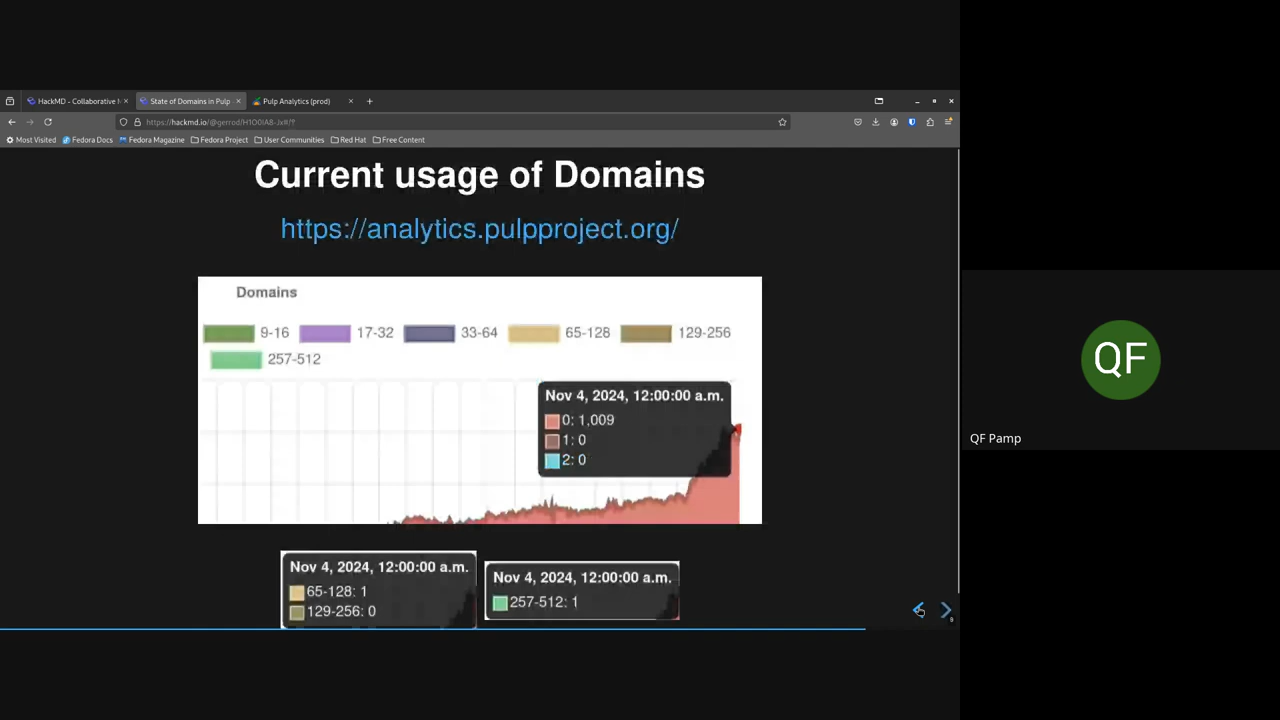 HackMD - Collaborative
State of Domains in Pulp
Pulp Analytics (prod)
Most Visited
Fedora Docs
Fedora Magazine
Fedora Project
User Communities
Red Hat
Free Content
Current usage of Domains
https://analytics.pulpproject.org/
Domains
9-16
17-32
33-64
65-128
129-256
257-512
Nov 4, 2024, 12:00:00 a.m.
0: 1,009
1: 0
2: 0
Nov 4, 2024, 12:00:00 a.m.
65-128: 1
129-256: 0
Nov 4, 2024, 12:00:00 a.m.
257-512: 1
QF
QF Pamp